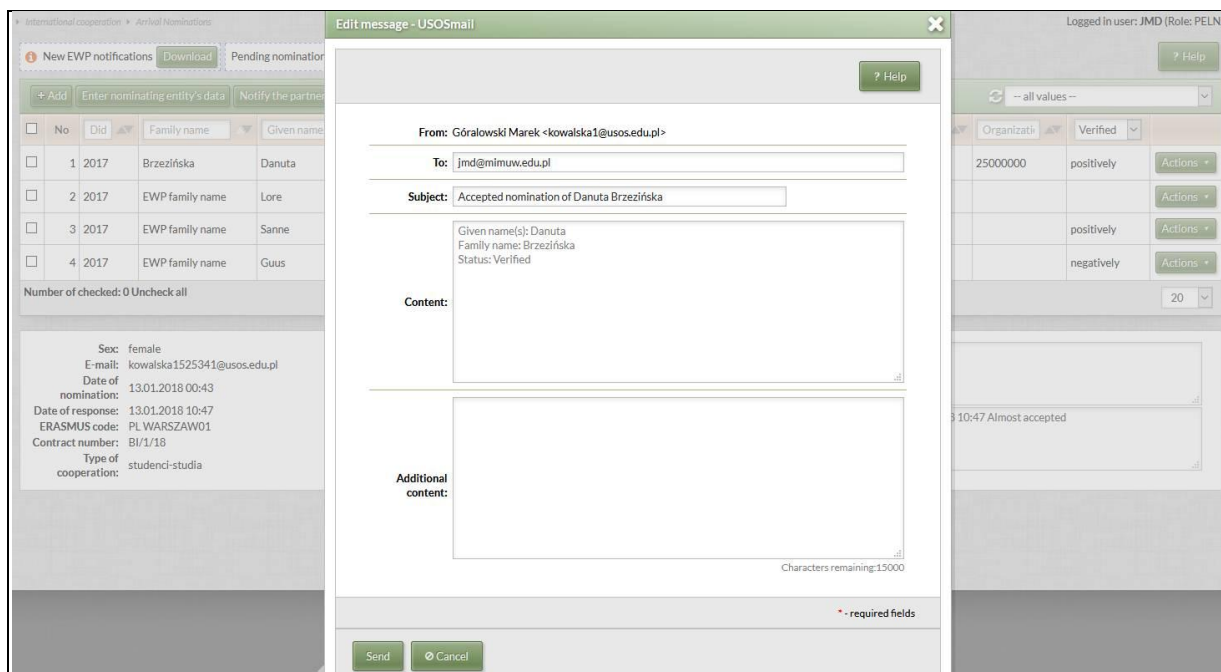 International cooperation ▸ Arrival Nominations
Logged in user: JMD (Role: PELN
New EWP notifications Download Pending nomination
? Help
+ Add Enter nominating entity's data Notify the partne
-- all values --
No Did Family name Given name
Organizati Verified
1 2017 Brzezińska Danuta 25000000 positively Actions
2 2017 EWP family name Lore Actions
3 2017 EWP family name Sanne positively Actions
4 2017 EWP family name Guus negatively Actions
Number of checked: 0 Uncheck all
20
Sex: female
E-mail: kowalska1525341@usos.edu.pl
Date of
nomination: 13.01.2018 00:43
Date of response: 13.01.2018 10:47
ERASMUS code: PL WARSZAW01
Contract number: BI/1/18
Type of
cooperation: studenci-studia
10:47 Almost accepted
Edit message - USOSmail
? Help
From: Góralowski Marek <kowalska1@usos.edu.pl>
To: jmd@mimuw.edu.pl
Subject: Accepted nomination of Danuta Brzezińska
Content:
Given name(s): Danuta
Family name: Brzezińska
Status: Verified
Additional
content:
Characters remaining:15000
* - required fields
Send Cancel